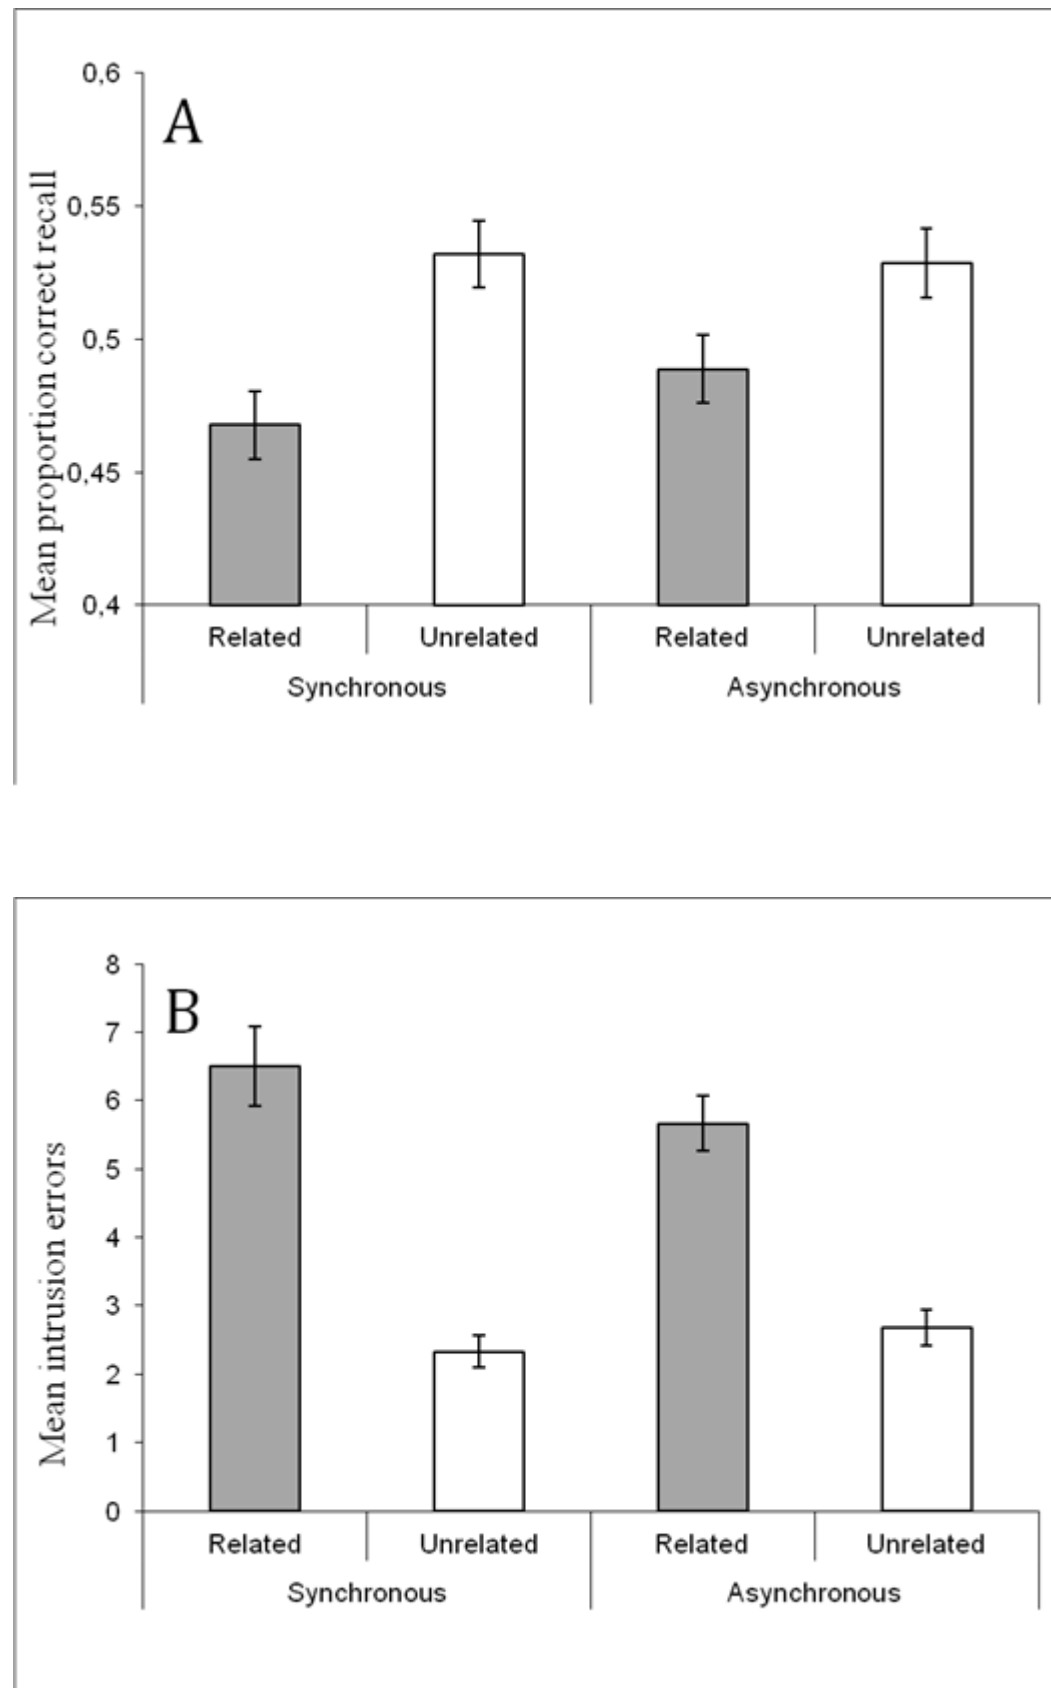 A
Mean proportion correct recall
0,6
0,55
0,5
0,45
0,4
Related Unrelated Related Unrelated
Synchronous Asynchronous
B
Mean intrusion errors
8
7
6
5
4
3
2
1
0
Related Unrelated Related Unrelated
Synchronous Asynchronous